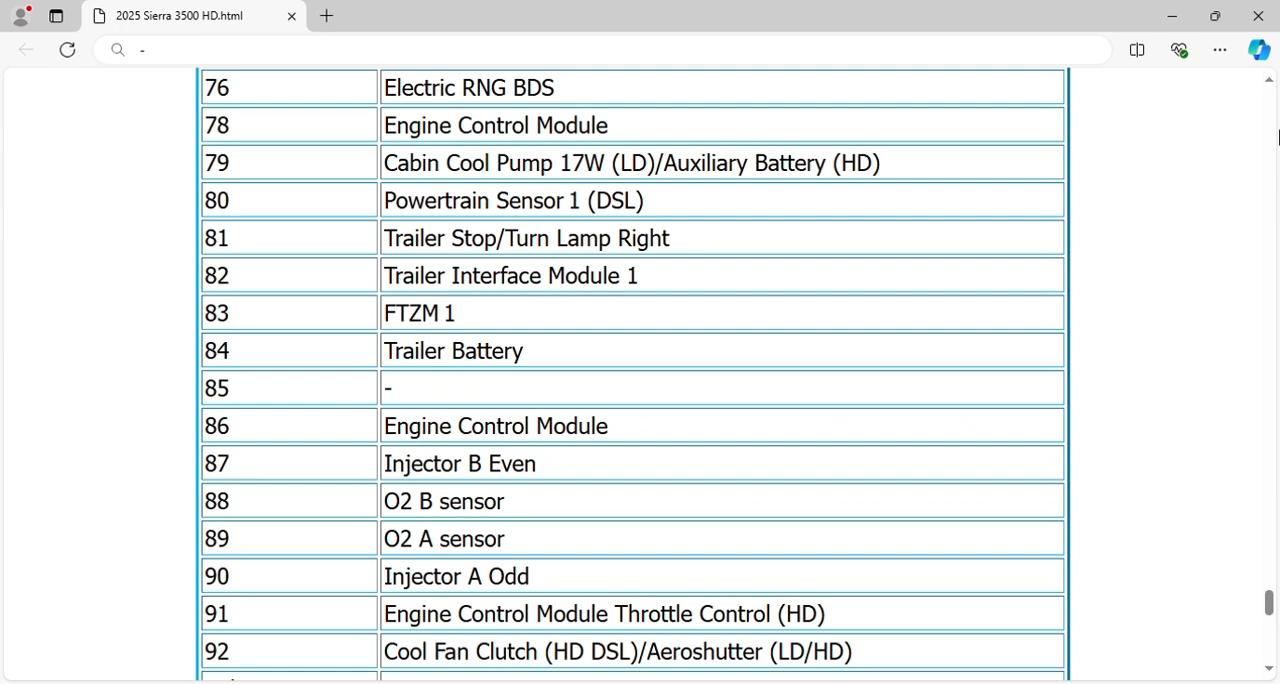 2025 Sierra 3500 HD.html
-
76 Electric RNG BDS
78 Engine Control Module
79 Cabin Cool Pump 17W (LD)/Auxiliary Battery (HD)
80 Powertrain Sensor 1 (DSL)
81 Trailer Stop/Turn Lamp Right
82 Trailer Interface Module 1
83 FTZM 1
84 Trailer Battery
85 -
86 Engine Control Module
87 Injector B Even
88 O2 B sensor
89 O2 A sensor
90 Injector A Odd
91 Engine Control Module Throttle Control (HD)
92 Cool Fan Clutch (HD DSL)/Aeroshutter (LD/HD)